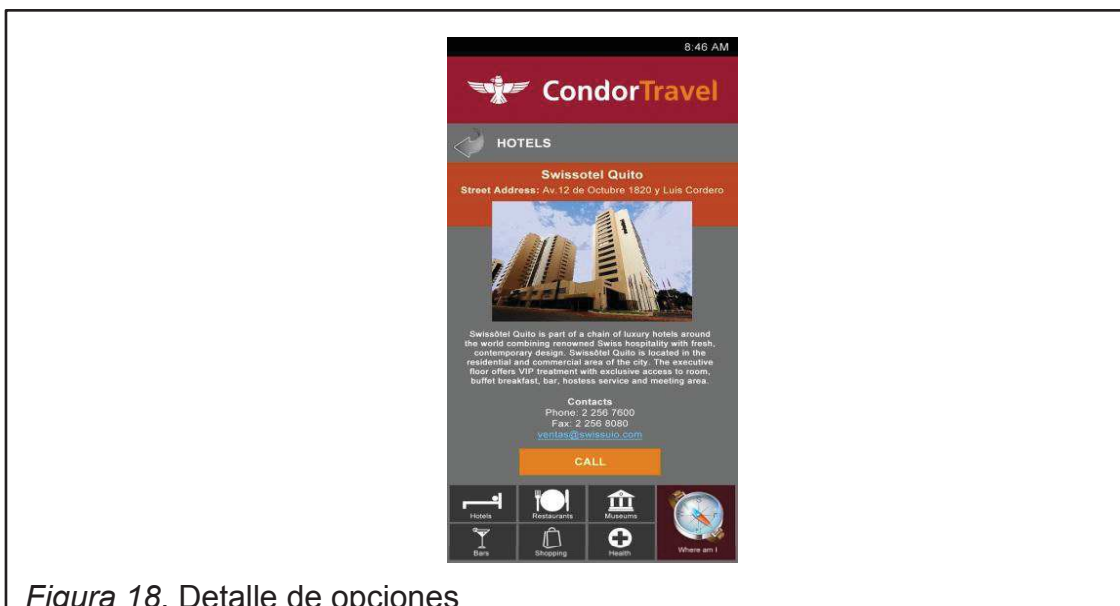 8:46 AM
CondorTravel
HOTELS
Swissotel Quito
Street Address: Av.12 de Octubre 1820 y Luis Cordero
Swissôtel Quito is part of a chain of luxury hotels around
the world combining renowned Swiss hospitality with fresh,
contemporary design. Swissôtel Quito is located in the
residential and commercial area of the city. The executive
floor offers VIP treatment with exclusive access to room,
buffet breakfast, bar, hostess service and meeting area.
Contacts
Phone: 2 256 7600
Fax: 2 256 8080
ventas@swissuio.com
CALL
Hotels
Restaurants
Museums
Bars
Shopping
Health
Where am I
Figura 18. Detalle de opciones